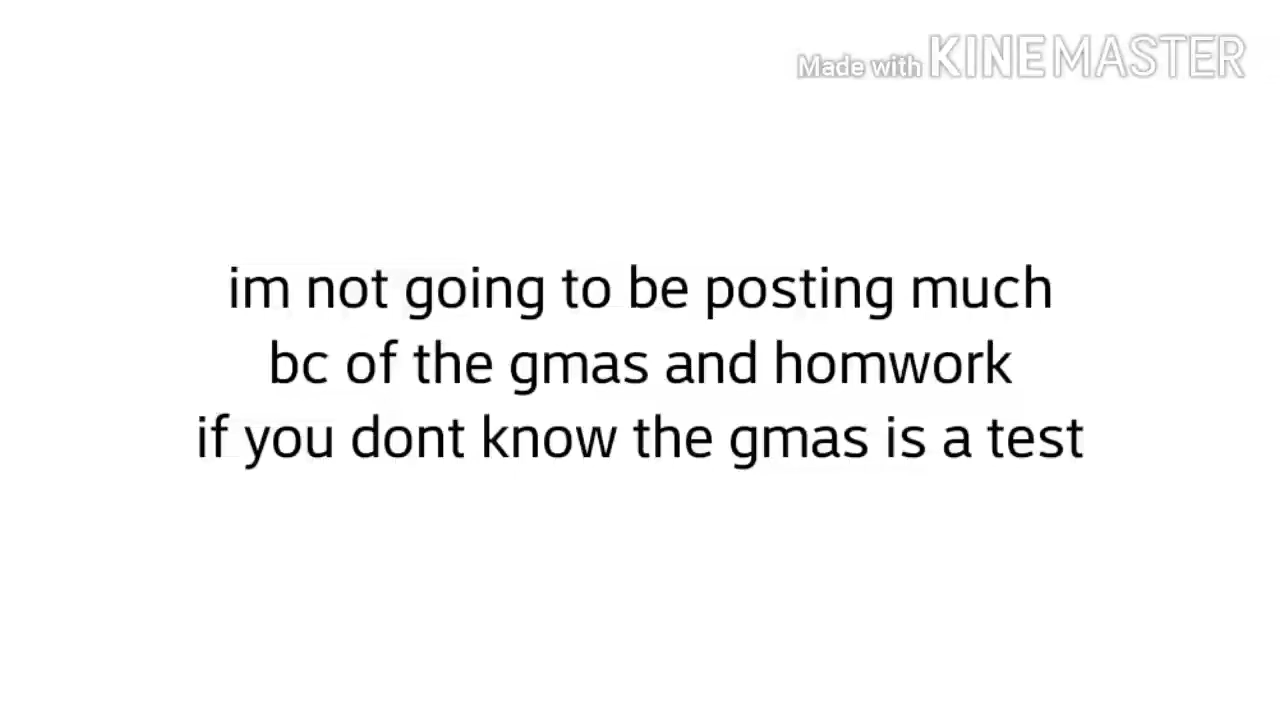 Made with KINEMASTER
im not going to be posting much
bc of the gmas and homwork
if you dont know the gmas is a test